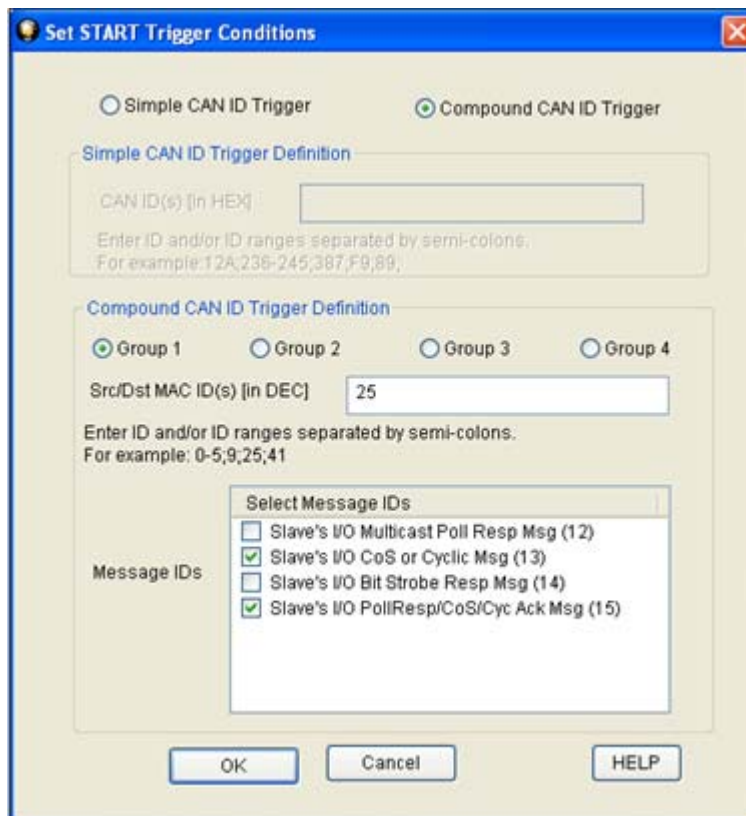 Set START Trigger Conditions
Simple CAN ID Trigger
Compound CAN ID Trigger
Simple CAN ID Trigger Definition
CAN ID(s) [in HEX]
Enter ID and/or ID ranges separated by semi-colons.
For example:12A;236-245;387;F9;89,
Compound CAN ID Trigger Definition
Group 1
Group 2
Group 3
Group 4
Src/Dst MAC ID(s) [in DEC]
25
Enter ID and/or ID ranges separated by semi-colons.
For example: 0-5;9;25;41
Select Message IDs
Message IDs
Slave's I/O Multicast Poll Resp Msg (12)
Slave's I/O CoS or Cyclic Msg (13)
Slave's I/O Bit Strobe Resp Msg (14)
Slave's I/O PollResp/CoS/Cyc Ack Msg (15)
OK
Cancel
HELP